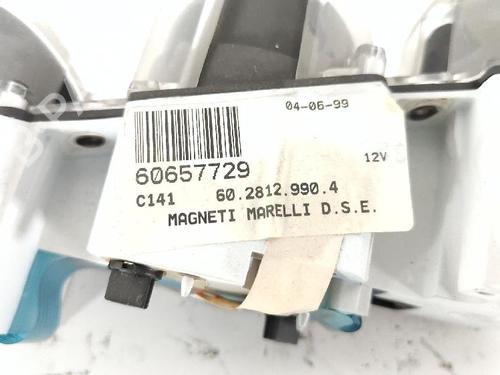 04-06-99
60657729
12V
C141 60.2812.990.4
MAGNETI MARELLI D.S.E.